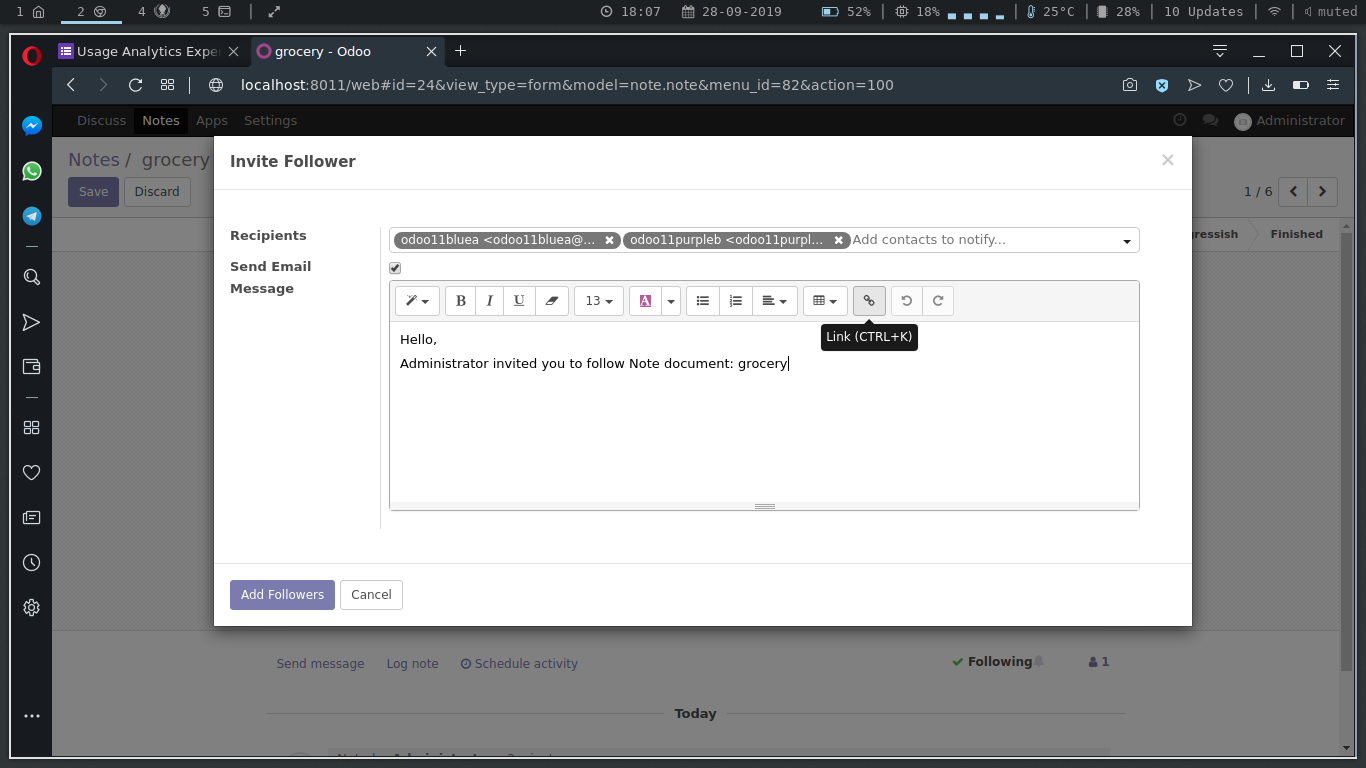 1 2 4 5 18:07 28-09-2019 52% 18% 25°C 28% 10 Updates muted
Usage Analytics Expe grocery - Odoo
localhost:8011/web#id=24&view_type=form&model=note.note&menu_id=82&action=100
Discuss Notes Apps Settings Administrator
Notes / grocery
Save Discard 1 / 6
Invite Follower ×
gressish Finished
Recipients odoo11bluea <odoo11bluea@... odoo11purpleb <odoo11purpl... Add contacts to notify...
Send Email
Message
B I U 13 A
Link (CTRL+K)
Hello,
Administrator invited you to follow Note document: grocery
Add Followers Cancel
Send message Log note Schedule activity Following 1
Today